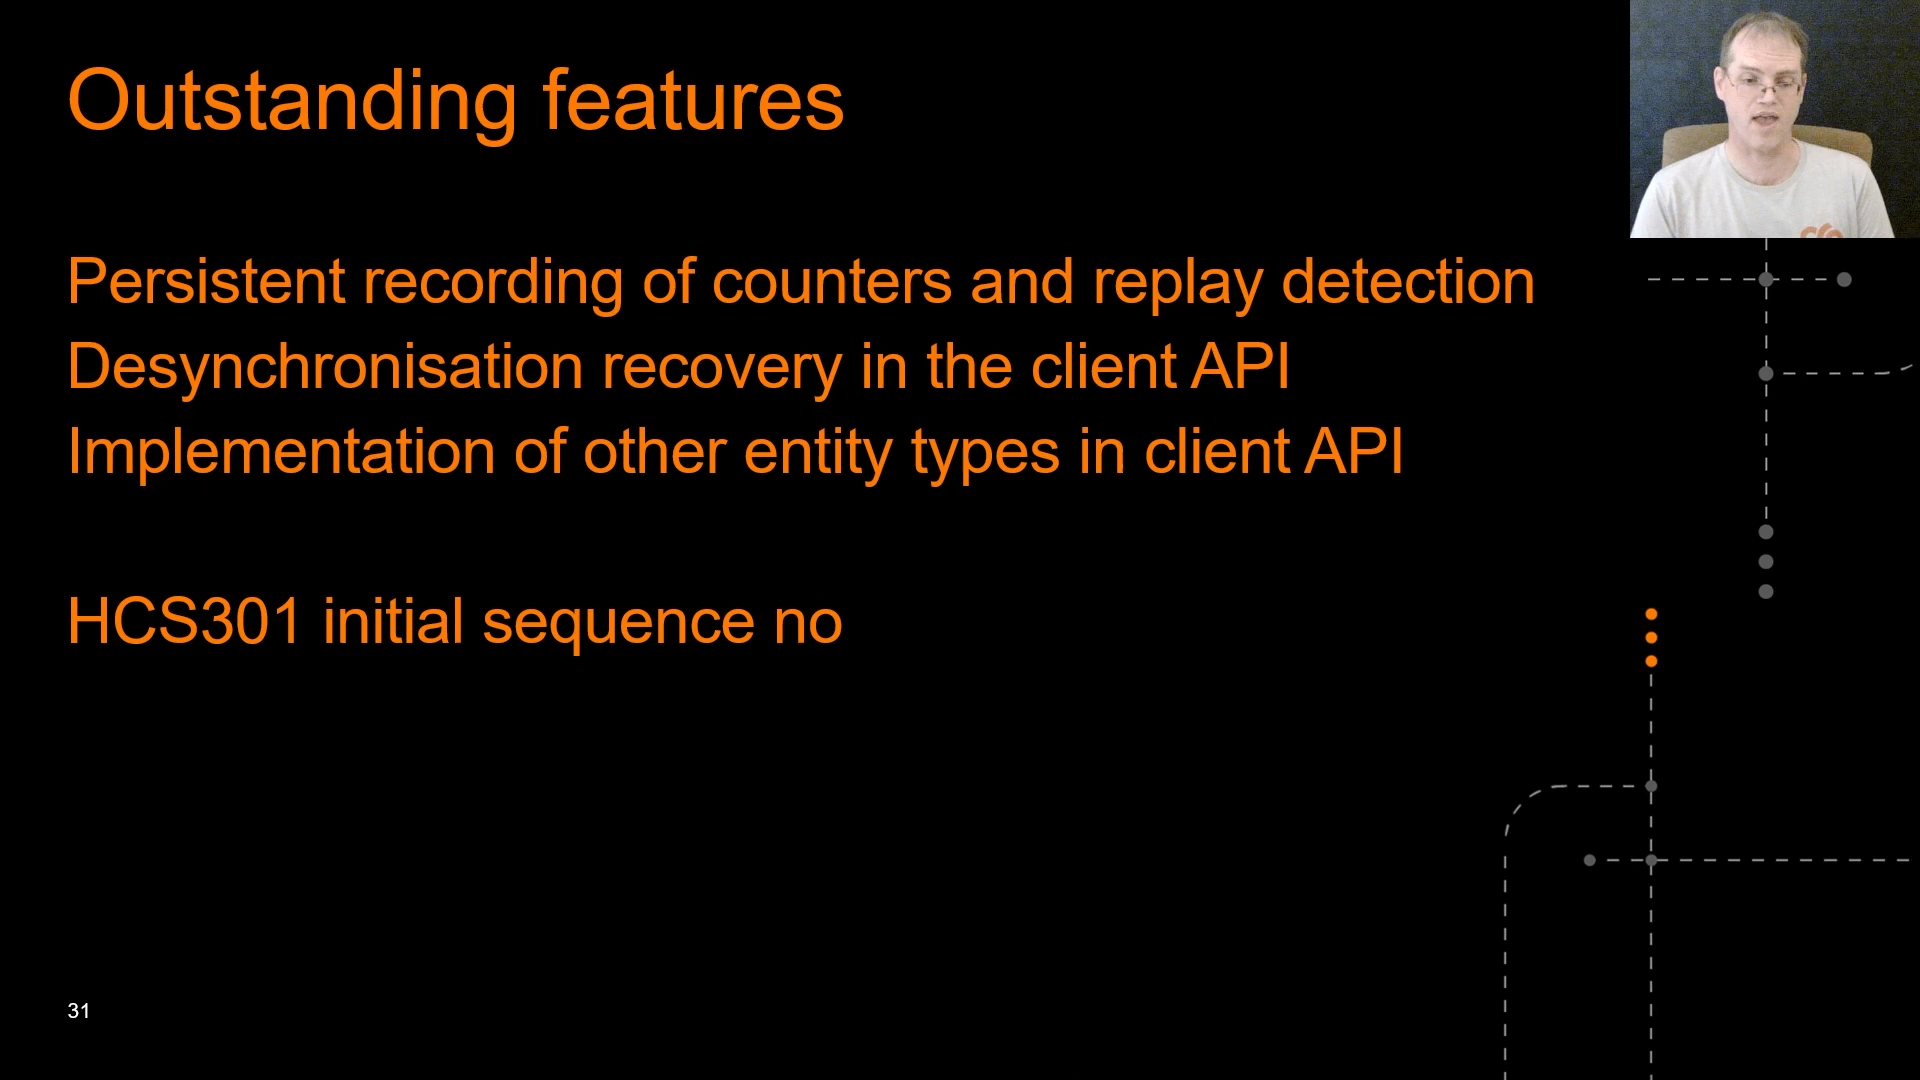 Outstanding features
Persistent recording of counters and replay detection
Desynchronisation recovery in the client API
Implementation of other entity types in client API
HCS301 initial sequence no
31